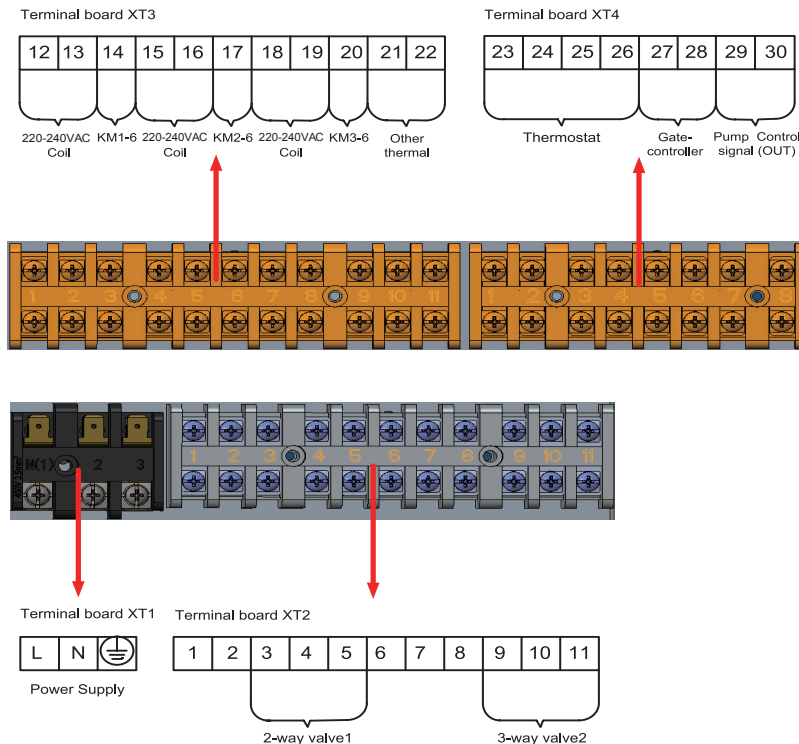 Terminal board XT3
Terminal board XT4
12 13 14 15 16 17 18 19 20 21 22
23 24 25 26 27 28 29 30
220-240VAC Coil
KM1-6
220-240VAC Coil
KM2-6
220-240VAC Coil
KM3-6
Other thermal
Thermostat
Gate-controller
Pump signal
Control (OUT)
1 2 3 4 5 6 7 8 9 10 11
1 2 3 4 5 6 7 8
N(1) 2 3
450V 25mm²
1 2 3 4 5 6 7 8 9 10 11
Terminal board XT1
Terminal board XT2
L N
1 2 3 4 5 6 7 8 9 10 11
Power Supply
2-way valve1
3-way valve2